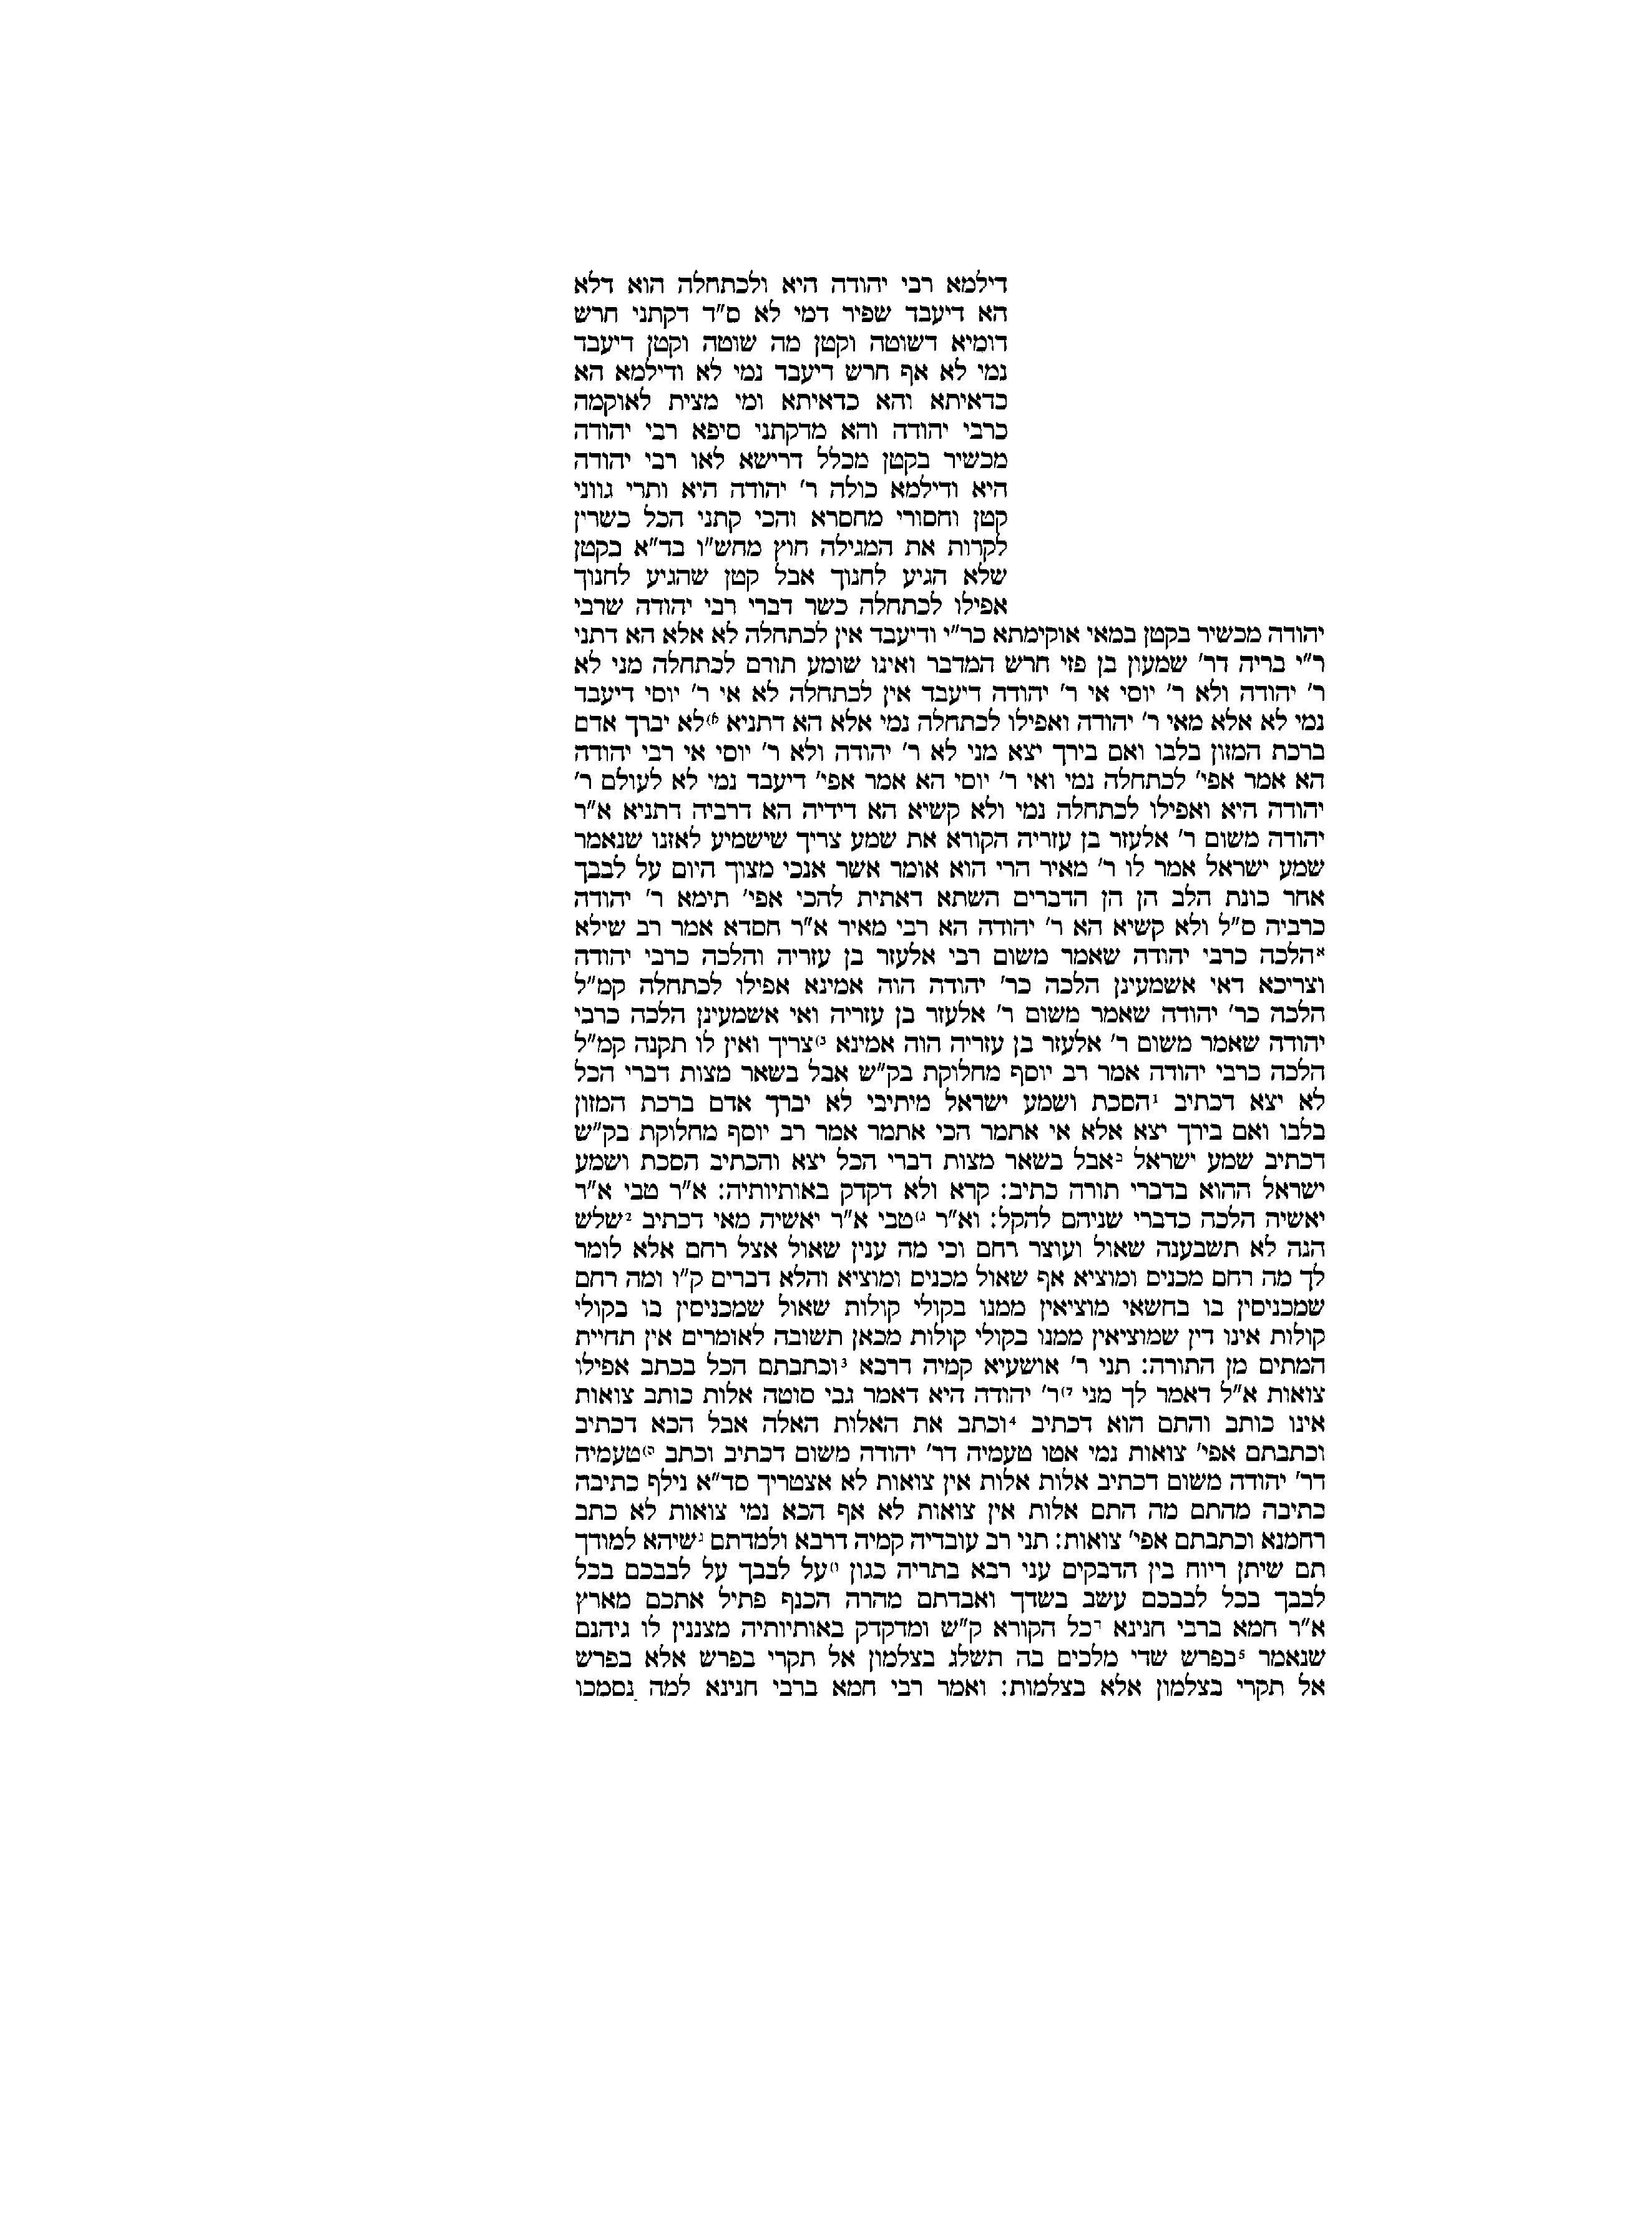 דילמא רבי יהודה היא ולכתחלה הוא דלא
הא דיעבד שפיר דמי לא ס"ד דקתני חרש
דומיא דשוטה וקטן מה שוטה וקטן דיעבד
נמי לא אף חרש דיעבד נמי לא ודילמא הא
כדאיתא והא כדאיתא ומי מצית לאוקמה
כרבי יהודה והא מדקתני סיפא רבי יהודה
מכשיר בקטן מכלל דרישא לאו רבי יהודה
היא ודילמא כולה ר' יהודה היא ותרי גווני
קטן וחסורי מחסרא והכי קתני הכל כשרין
לקרות את המגילה חוץ מחש"ו בד"א בקטן
שלא הגיע לחנוך אבל קטן שהגיע לחנוך
אפילו לכתחלה כשר דברי רבי יהודה שרבי
יהודה מכשיר בקטן במאי אוקימתא כר"י ודיעבד אין לכתחלה לא אלא הא דתני
ר"י בריה דר' שמעון בן פזי חרש המדבר ואינו שומע תורם לכתחלה מני לא
ר' יהודה ולא ר' יוסי אי ר' יהודה דיעבד אין לכתחלה לא אי ר' יוסי דיעבד
נמי לא אלא מאי ר' יהודה ואפילו לכתחלה נמי אלא הא דתניא ⁶⁾לא יברך אדם
ברכת המזון בלבו ואם בירך יצא מני לא ר' יהודה ולא ר' יוסי אי רבי יהודה
הא אמר אפי' לכתחלה נמי ואי ר' יוסי הא אמר אפי' דיעבד נמי לא לעולם ר'
יהודה היא ואפילו לכתחלה נמי ולא קשיא הא דידיה הא דרביה דתניא א"ר
יהודה משום ר' אלעזר בן עזריה הקורא את שמע צריך שישמיע לאזנו שנאמר
שמע ישראל אמר לו ר' מאיר הרי הוא אומר אשר אנכי מצוך היום על לבבך
אחר כונת הלב הן הן הדברים השתא דאתית להכי אפי' תימא ר' יהודה
כרביה ס"ל ולא קשיא הא ר' יהודה הא רבי מאיר א"ר חסדא אמר רב שילא
אהלכה כרבי יהודה שאמר משום רבי אלעזר בן עזריה והלכה כרבי יהודה
וצריכא דאי אשמעינן הלכה כר' יהודה הוה אמינא אפילו לכתחלה קמ"ל
הלכה כר' יהודה שאמר משום ר' אלעזר בן עזריה ואי אשמעינן הלכה כרבי
יהודה שאמר משום ר' אלעזר בן עזריה הוה אמינא ³⁾צריך ואין לו תקנה קמ"ל
הלכה כרבי יהודה אמר רב יוסף מחלוקת בק"ש אבל בשאר מצות דברי הכל
לא יצא דכתיב ¹הסכת ושמע ישראל מיתיבי לא יברך אדם ברכת המזון
בלבו ואם בירך יצא אלא אי אתמר הכי אתמר אמר רב יוסף מחלוקת בק"ש
דכתיב שמע ישראל באבל בשאר מצות דברי הכל יצא והכתיב הסכת ושמע
ישראל ההוא בדברי תורה כתיב: קרא ולא דקדק באותיותיה: א"ר טבי א"ר
יאשיה הלכה כדברי שניהם להקל: וא"ר ג)טבי א"ר יאשיה מאי דכתיב ²שלש
הנה לא תשבענה שאול ועוצר רחם וכי מה ענין שאול אצל רחם אלא לומר
לך מה רחם מכניס ומוציא אף שאול מכניס ומוציא והלא דברים ק"ו ומה רחם
שמכניסין בו בחשאי מוציאין ממנו בקולי קולות שאול שמכניסין בו בקולי
קולות אינו דין שמוציאין ממנו בקולי קולות מכאן תשובה לאומרים אין תחיית
המתים מן התורה: תני ר' אושעיא קמיה דרבא ³וכתבתם הכל בכתב אפילו
צואות א"ל דאמר לך מני ד)ר' יהודה היא דאמר גבי סוטה אלות כותב צואות
אינו כותב והתם הוא דכתיב ⁴וכתב את האלות האלה אבל הכא דכתיב
וכתבתם אפי' צואות נמי אטו טעמיה דר' יהודה משום דכתיב וכתב ה)טעמיה
דר' יהודה משום דכתיב אלות אלות אין צואות לא אצטריך סד"א נילף כתיבה
כתיבה מהתם מה התם אלות אין צואות לא אף הכא נמי צואות לא כתב
רחמנא וכתבתם אפי' צואות: תני רב עובדיה קמיה דרבא ולמדתם גשיהא למודך
תם שיתן ריוח בין הדבקים עני רבא בתריה כגון ו)על לבבך על לבבכם בכל
לבבך בכל לבבכם עשב בשדך ואבדתם מהרה הכנף פתיל אתכם מארץ
א"ר חמא ברבי חנינא דכל הקורא ק"ש ומדקדק באותיותיה מצננין לו גיהנם
שנאמר ⁵בפרש שדי מלכים בה תשלג בצלמון אל תקרי בפרש אלא בפרש
אל תקרי בצלמון אלא בצלמות: ואמר רבי חמא ברבי חנינא למה נסמכו